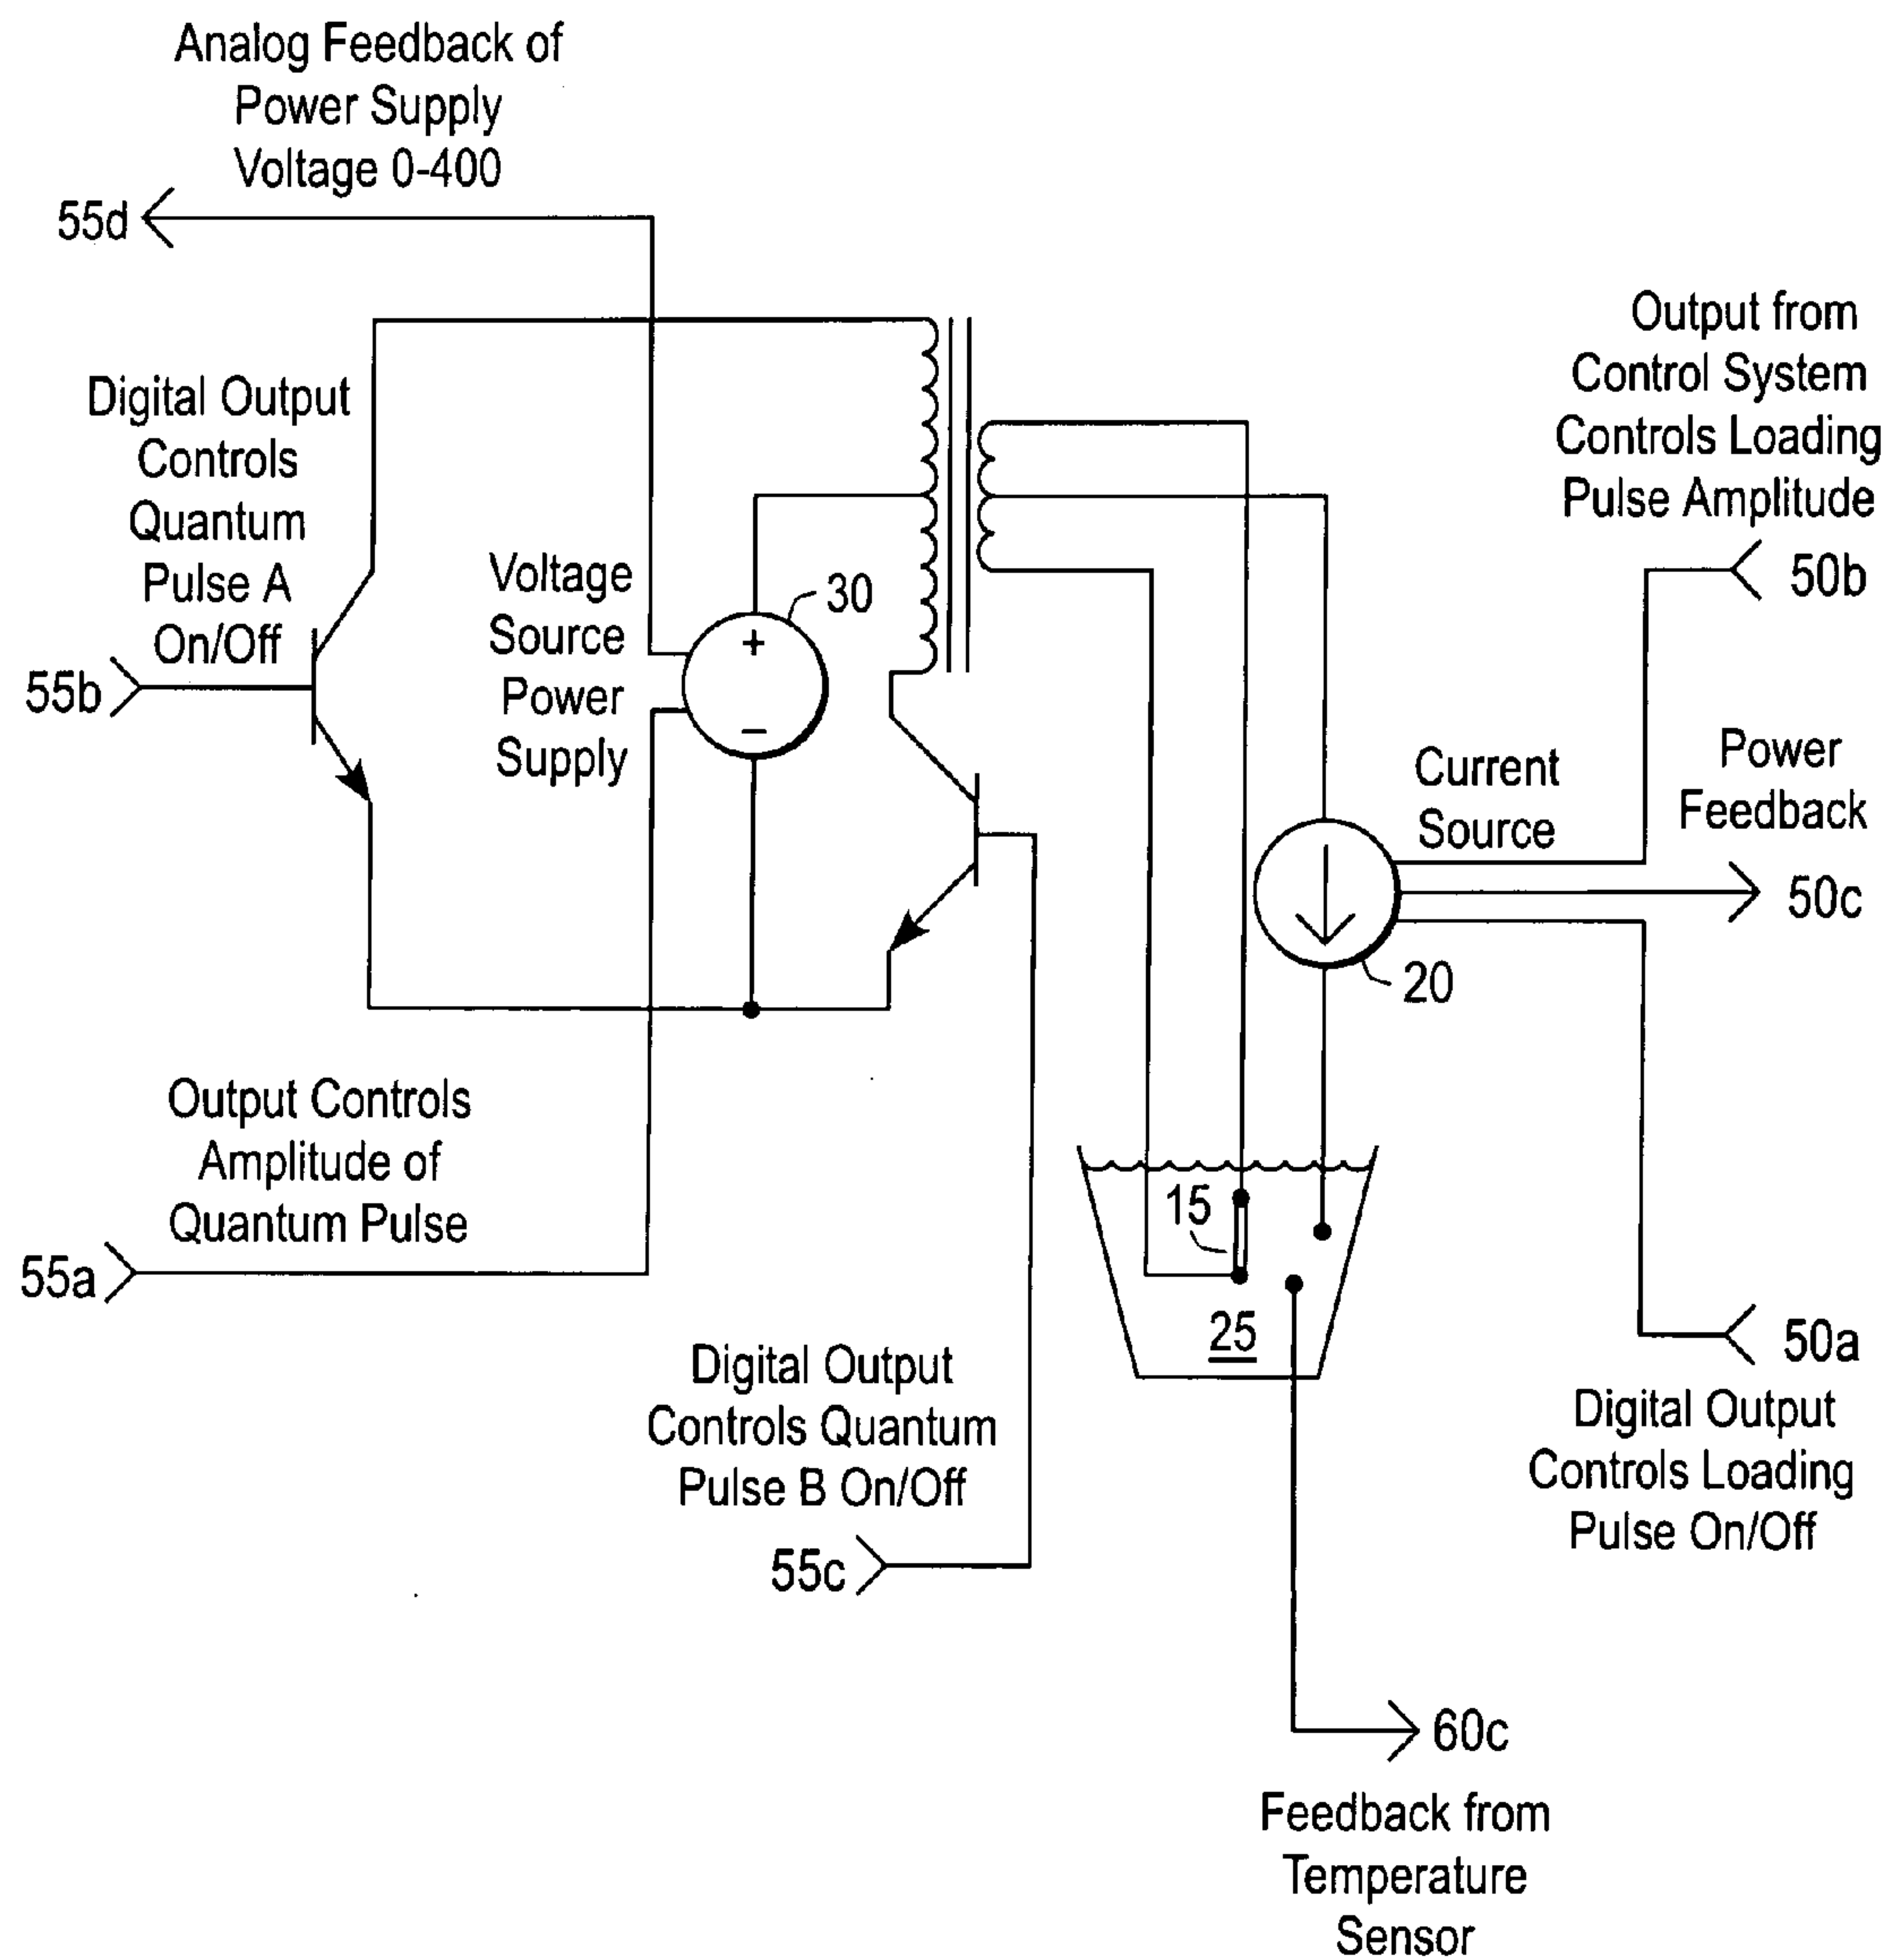 Analog Feedback of
Power Supply
Voltage 0-400
55d
Digital Output
Controls
Quantum
Pulse A
On/Off
55b
Voltage
Source
Power
Supply
30
+
−
Output from
Control System
Controls Loading
Pulse Amplitude
50b
Current
Source
Power
Feedback
50c
20
Output Controls
Amplitude of
Quantum Pulse
55a
15
25
50a
Digital Output
Controls Loading
Pulse On/Off
Digital Output
Controls Quantum
Pulse B On/Off
55c
60c
Feedback from
Temperature
Sensor